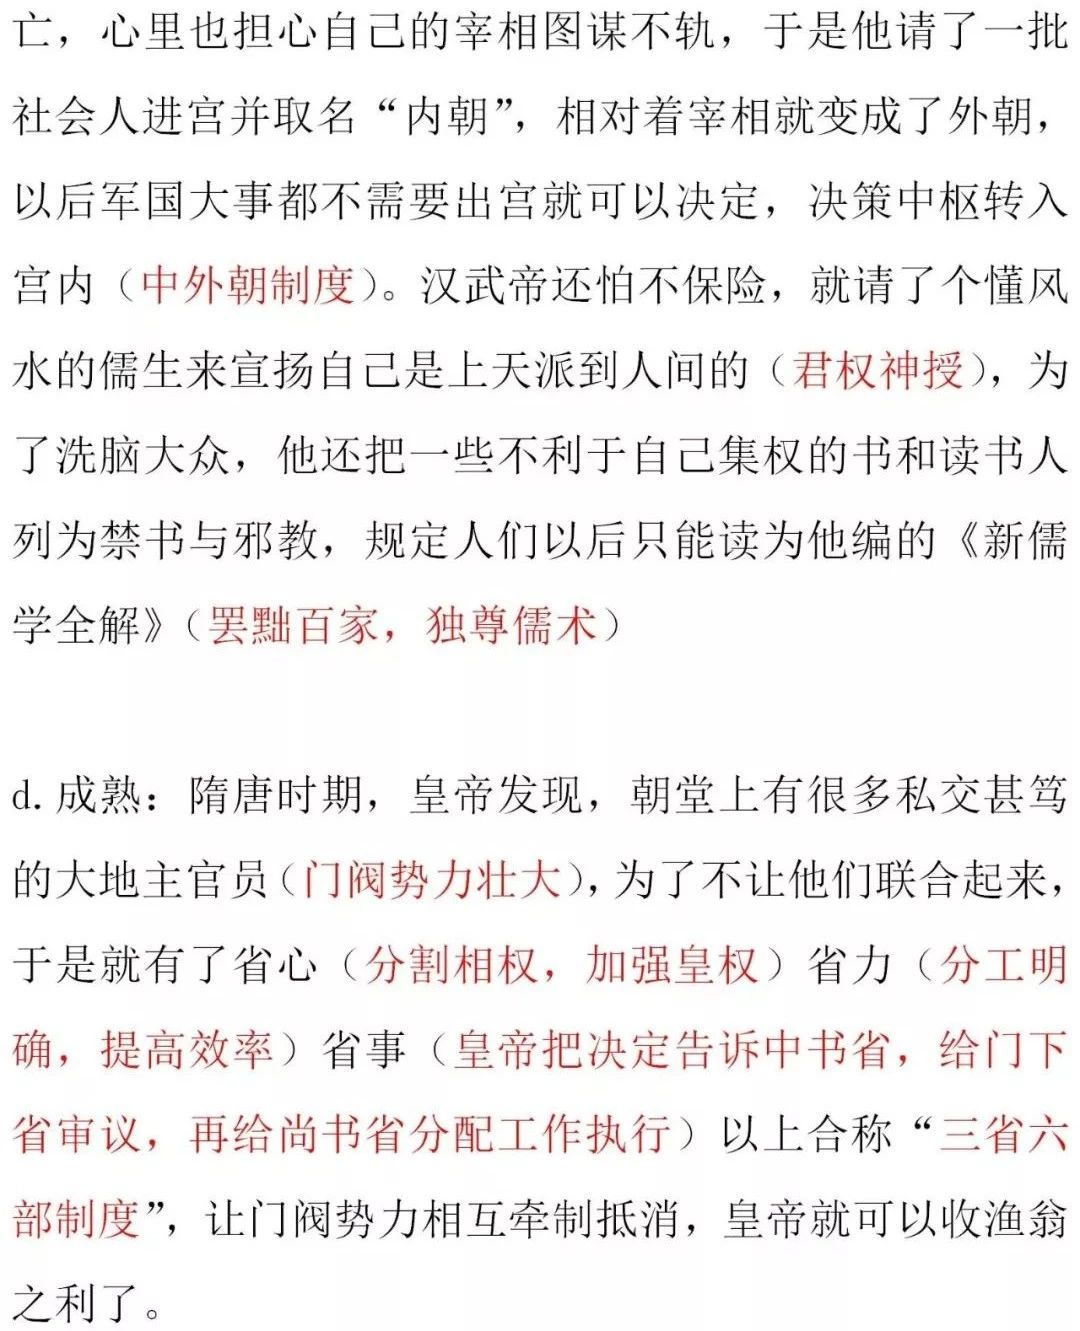 亡，心里也担心自己的宰相图谋不轨，于是他请了一批
社会人进宫并取名“内朝”，相对着宰相就变成了外朝，
以后军国大事都不需要出宫就可以决定，决策中枢转入
宫内（中外朝制度）。汉武帝还怕不保险，就请了个懂风
水的儒生来宣扬自己是上天派到人间的（君权神授），为
了洗脑大众，他还把一些不利于自己集权的书和读书人
列为禁书与邪教，规定人们以后只能读为他编的《新儒
学全解》（罢黜百家，独尊儒术）
d. 成熟：隋唐时期，皇帝发现，朝堂上有很多私交甚笃
的大地主官员（门阀势力壮大），为了不让他们联合起来，
于是就有了省心（分割相权，加强皇权）省力（分工明
确，提高效率）省事（皇帝把决定告诉中书省，给门下
省审议，再给尚书省分配工作执行）以上合称“三省六
部制度”，让门阀势力相互牵制抵消，皇帝就可以收渔翁
之利了。